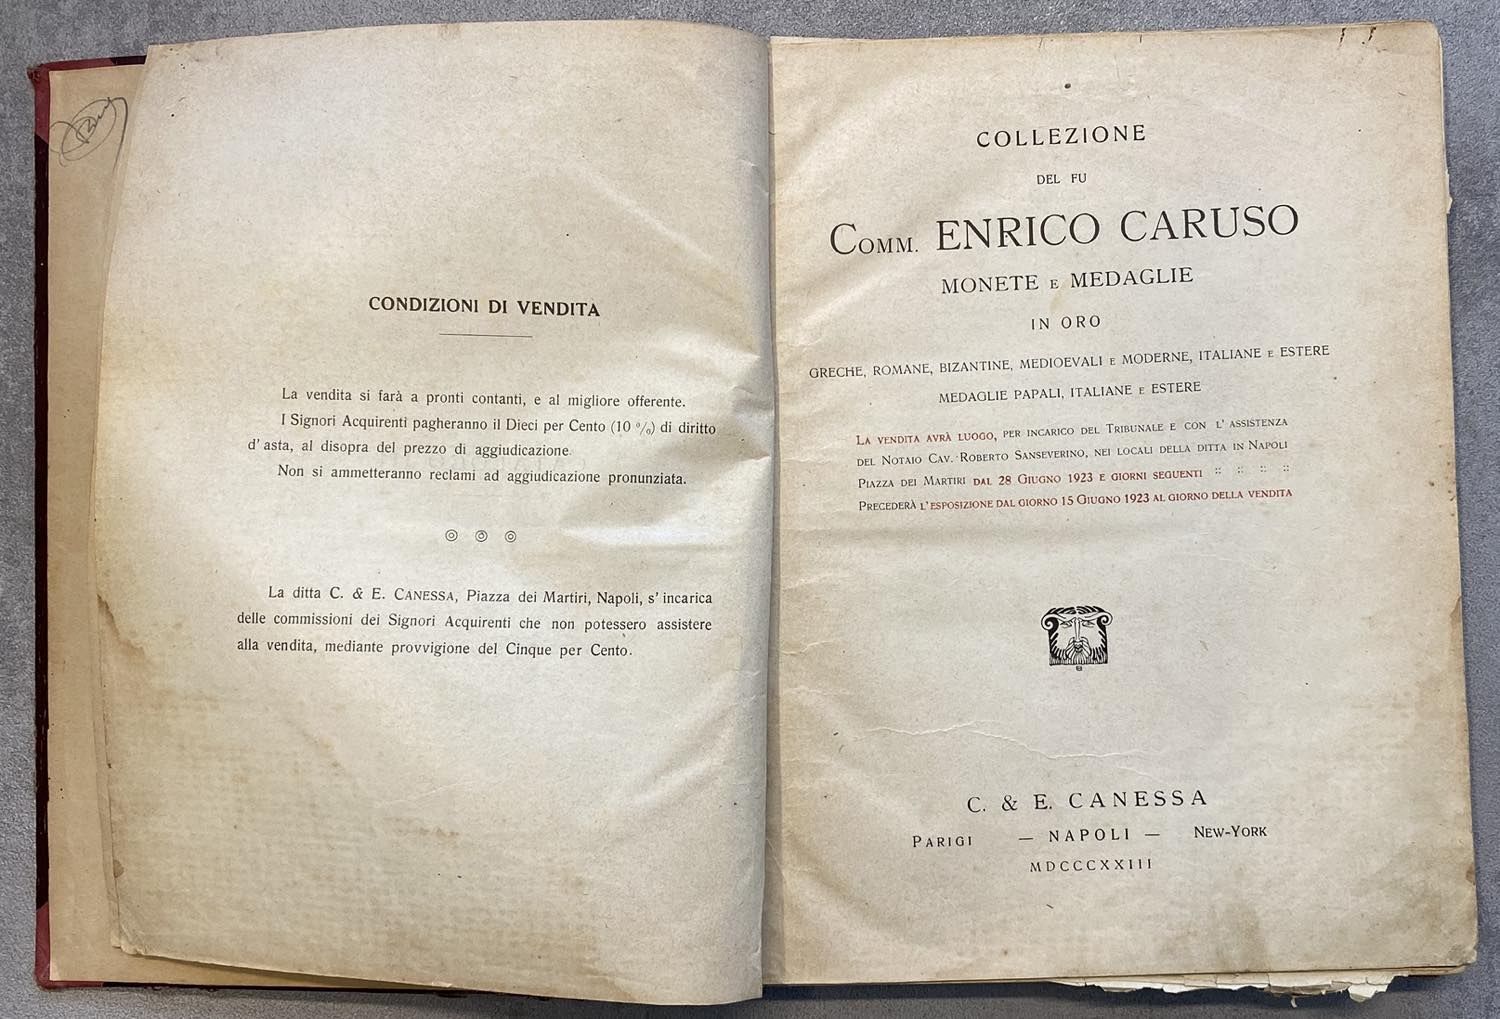 CONDIZIONI DI VENDITA
La vendita si farà a pronti contanti, e al migliore offerente.
I Signori Acquirenti pagheranno il Dieci per Cento (10 %) di diritto
d'asta, al disopra del prezzo di aggiudicazione.
Non si ammetteranno reclami ad aggiudicazione pronunziata.
La ditta C. & E. CANESSA, Piazza dei Martiri, Napoli, s'incarica
delle commissioni dei Signori Acquirenti che non potessero assistere
alla vendita, mediante provvigione del Cinque per Cento.
COLLEZIONE
DEL FU
COMM. ENRICO CARUSO
MONETE E MEDAGLIE
IN ORO
GRECHE, ROMANE, BIZANTINE, MEDIOEVALI E MODERNE, ITALIANE E ESTERE
MEDAGLIE PAPALI, ITALIANE E ESTERE
LA VENDITA AVRÀ LUOGO, PER INCARICO DEL TRIBUNALE E CON L'ASSISTENZA
DEL NOTAIO CAV. ROBERTO SANSEVERINO, NEI LOCALI DELLA DITTA IN NAPOLI
PIAZZA DEI MARTIRI DAL 28 GIUGNO 1923 E GIORNI SEGUENTI :: :: :: ::
PRECEDERÀ L'ESPOSIZIONE DAL GIORNO 15 GIUGNO 1923 AL GIORNO DELLA VENDITA
C. & E. CANESSA
PARIGI — NAPOLI — NEW-YORK
MDCCCXXIII